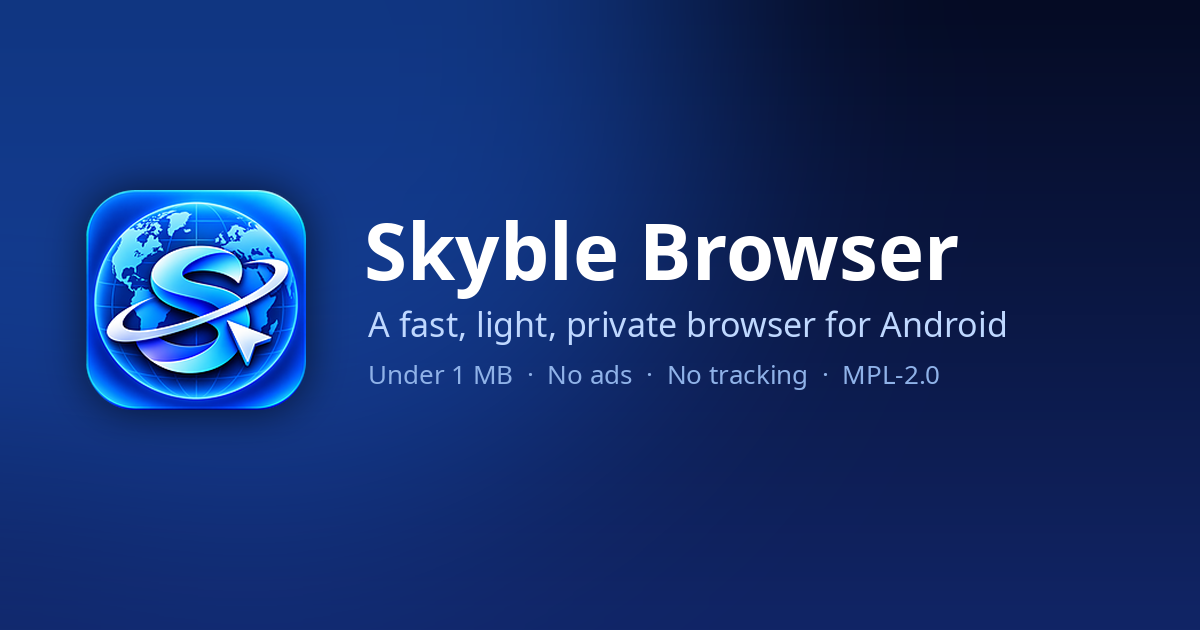 Skyble Browser
A fast, light, private browser for Android
Under 1 MB · No ads · No tracking · MPL-2.0